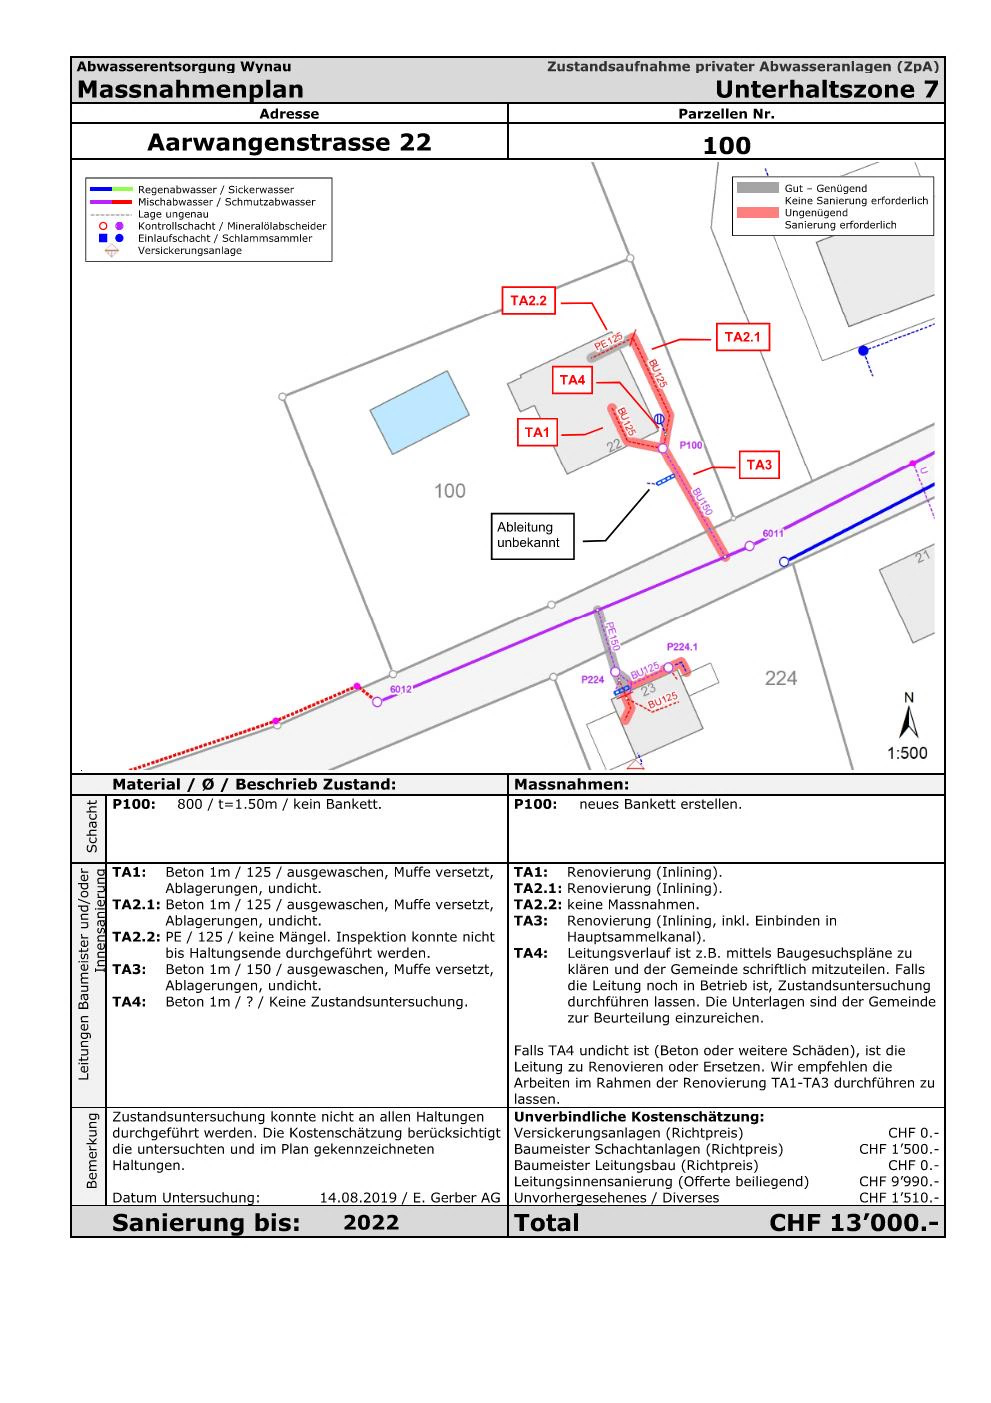 Abwasserentsorgung Wynau
Zustandsaufnahme privater Abwasseranlagen (ZpA)
Massnahmenplan
Unterhaltszone 7
Adresse
Parzellen Nr.
Aarwangenstrasse 22
100
Regenabwasser / Sickerwasser
Mischabwasser / Schmutzabwasser
Lage ungenau
Kontrollschacht / Mineralölabscheider
Einlaufschacht / Schlammsammler
Versickerungsanlage
Gut – Genügend
Keine Sanierung erforderlich
Ungenügend
Sanierung erforderlich
TA2.2
TA2.1
PE125
BU125
TA4
BU125
TA1
22
P100
TA3
100
BU150
U
Ableitung
unbekannt
6011
21
PE150
P224.1
P224
BU125
23
BU125
224
6012
N
1:500
Material / Ø / Beschrieb Zustand:
Massnahmen:
Schacht
P100: 800 / t=1.50m / kein Bankett.
P100: neues Bankett erstellen.
Leitungen Baumeister und/oder
Innensanierung
TA1: Beton 1m / 125 / ausgewaschen, Muffe versetzt,
Ablagerungen, undicht.
TA2.1: Beton 1m / 125 / ausgewaschen, Muffe versetzt,
Ablagerungen, undicht.
TA2.2: PE / 125 / keine Mängel. Inspektion konnte nicht
bis Haltungsende durchgeführt werden.
TA3: Beton 1m / 150 / ausgewaschen, Muffe versetzt,
Ablagerungen, undicht.
TA4: Beton 1m / ? / Keine Zustandsuntersuchung.
TA1: Renovierung (Inlining).
TA2.1: Renovierung (Inlining).
TA2.2: keine Massnahmen.
TA3: Renovierung (Inlining, inkl. Einbinden in
Hauptsammelkanal).
TA4: Leitungsverlauf ist z.B. mittels Baugesuchspläne zu
klären und der Gemeinde schriftlich mitzuteilen. Falls
die Leitung noch in Betrieb ist, Zustandsuntersuchung
durchführen lassen. Die Unterlagen sind der Gemeinde
zur Beurteilung einzureichen.
Falls TA4 undicht ist (Beton oder weitere Schäden), ist die
Leitung zu Renovieren oder Ersetzen. Wir empfehlen die
Arbeiten im Rahmen der Renovierung TA1-TA3 durchführen zu
lassen.
Bemerkung
Zustandsuntersuchung konnte nicht an allen Haltungen
durchgeführt werden. Die Kostenschätzung berücksichtigt
die untersuchten und im Plan gekennzeichneten
Haltungen.
Datum Untersuchung: 14.08.2019 / E. Gerber AG
Unverbindliche Kostenschätzung:
Versickerungsanlagen (Richtpreis) CHF 0.-
Baumeister Schachtanlagen (Richtpreis) CHF 1’500.-
Baumeister Leitungsbau (Richtpreis) CHF 0.-
Leitungsinnensanierung (Offerte beiliegend) CHF 9’990.-
Unvorhergesehenes / Diverses CHF 1’510.-
Sanierung bis: 2022
Total CHF 13’000.-